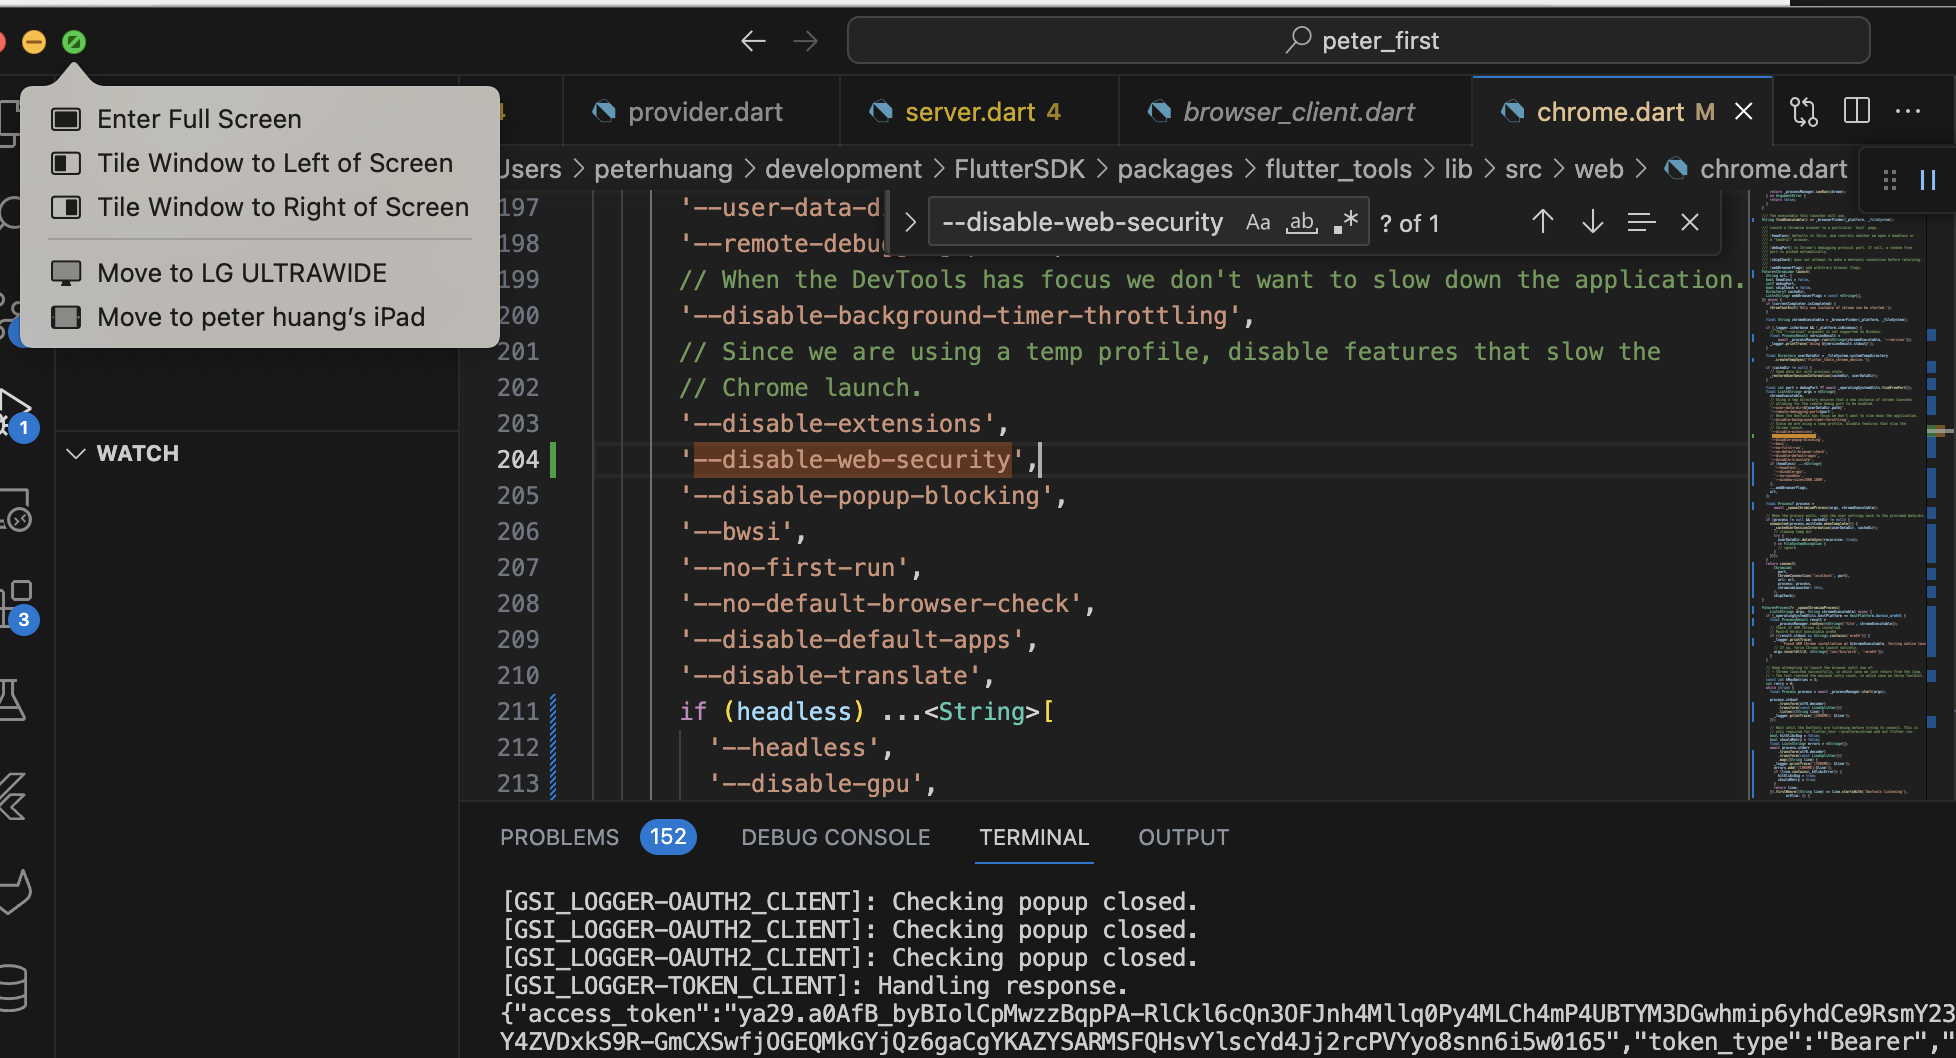 peter_first
Enter Full Screen
Tile Window to Left of Screen
Tile Window to Right of Screen
Move to LG ULTRAWIDE
Move to peter huang's iPad
4
provider.dart
server.dart 4
browser_client.dart
chrome.dart M
Users > peterhuang > development > FlutterSDK > packages > flutter_tools > lib > src > web > chrome.dart
--disable-web-security Aa ab .* ? of 1
197 '--user-data-d
198 '--remote-debu
199 // When the DevTools has focus we don't want to slow down the application.
200 '--disable-background-timer-throttling',
201 // Since we are using a temp profile, disable features that slow the
202 // Chrome launch.
203 '--disable-extensions',
204 '--disable-web-security',
205 '--disable-popup-blocking',
206 '--bwsi',
207 '--no-first-run',
208 '--no-default-browser-check',
209 '--disable-default-apps',
210 '--disable-translate',
211 if (headless) ...<String>[
212 '--headless',
213 '--disable-gpu',
1
WATCH
3
PROBLEMS 152 DEBUG CONSOLE TERMINAL OUTPUT
[GSI_LOGGER-OAUTH2_CLIENT]: Checking popup closed.
[GSI_LOGGER-OAUTH2_CLIENT]: Checking popup closed.
[GSI_LOGGER-OAUTH2_CLIENT]: Checking popup closed.
[GSI_LOGGER-TOKEN_CLIENT]: Handling response.
{"access_token":"ya29.a0AfB_byBIolCpMwzzBqpPA-RlCkl6cQn3OFJnh4Mllq0Py4MLCh4mP4UBTYM3DGwhmip6yhdCe9RsmY23
Y4ZVDxkS9R-GmCXSwfjOGEQMkGYjQz6gaCgYKAZYSARMSFQHsvYlscYd4Jj2rcPVYyo8snn6i5w0165","token_type":"Bearer","